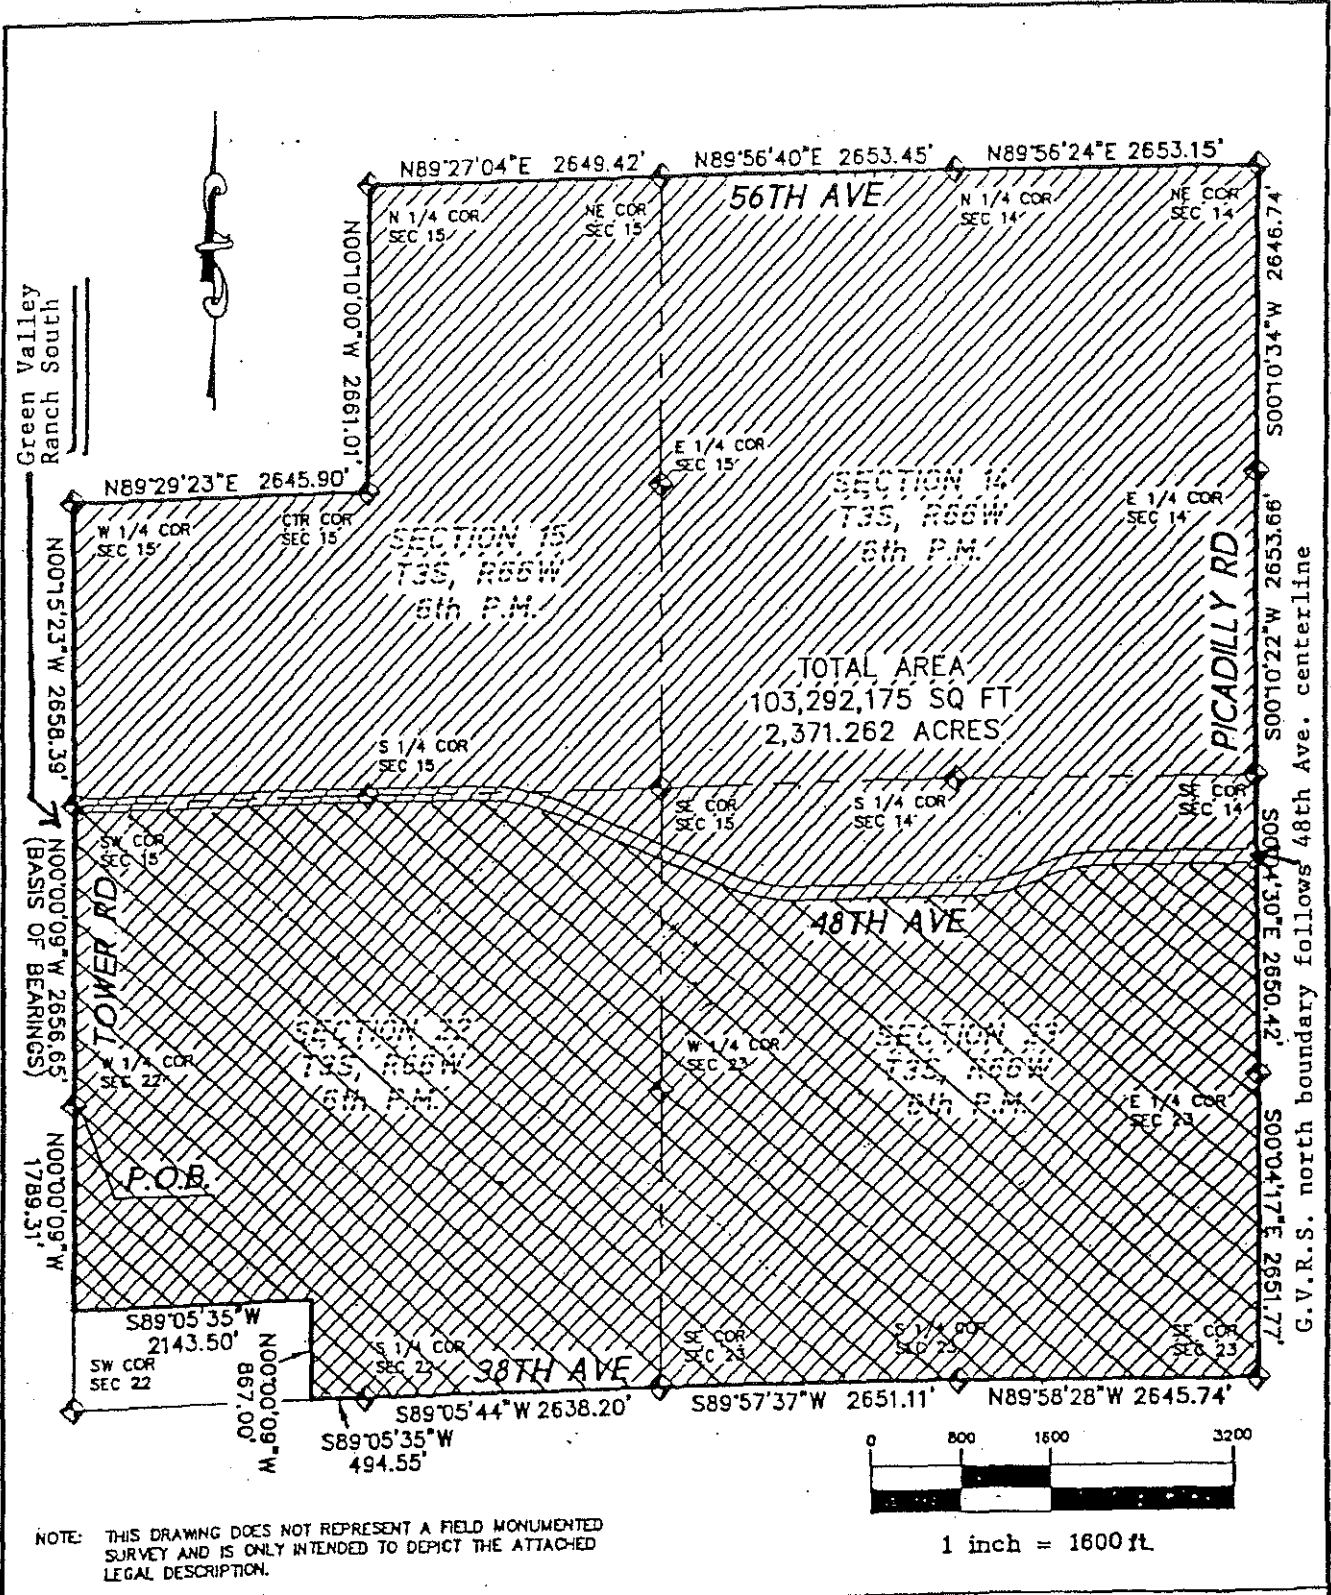 N89°27'04"E 2649.42'
N89°56'40"E 2653.45'
N89°56'24"E 2653.15'
56TH AVE
N 1/4 COR
SEC 15
NE COR
SEC 15
N 1/4 COR
SEC 14
NE COR
SEC 14
N00°10'00"W 2661.01'
S00°10'34"W 2646.74'
Green Valley
Ranch South
N89°29'23"E 2645.90'
W 1/4 COR
SEC 15
CTR COR
SEC 15
E 1/4 COR
SEC 15
SECTION 15
T3S, R66W
6th P.M.
SECTION 14
T3S, R66W
6th P.M.
E 1/4 COR
SEC 14
N00°15'23"W 2658.39'
S00°10'22"W 2653.66'
PICADILLY RD
TOTAL AREA
103,292,175 SQ FT
2,371.262 ACRES
S 1/4 COR
SEC 15
SW COR
SEC 15
SE COR
SEC 15
S 1/4 COR
SEC 14
SE COR
SEC 14
48TH AVE
TOWER RD
N00°00'09"W 2656.65'
(BASIS OF BEARINGS)
S00°04'30"E 2650.42'
G.V.R.S. north boundary follows 48th Ave. centerline
SECTION 22
T3S, R66W
6th P.M.
SECTION 23
T3S, R66W
6th P.M.
W 1/4 COR
SEC 22
W 1/4 COR
SEC 23
E 1/4 COR
SEC 23
P.O.B.
N00°00'09"W
1789.31'
S00°04'17"E 2651.77'
S89°05'35"W
2143.50'
SW COR
SEC 22
N00°00'09"W
867.00'
S 1/4 COR
SEC 22
38TH AVE
SE COR
SEC 23
S 1/4 COR
SEC 23
SE COR
SEC 23
S89°05'44"W 2638.20'
S89°57'37"W 2651.11'
N89°58'28"W 2645.74'
S89°05'35"W
494.55'
0 800 1600 3200
1 inch = 1600 ft.
NOTE: THIS DRAWING DOES NOT REPRESENT A FIELD MONUMENTED
SURVEY AND IS ONLY INTENDED TO DEPICT THE ATTACHED
LEGAL DESCRIPTION.